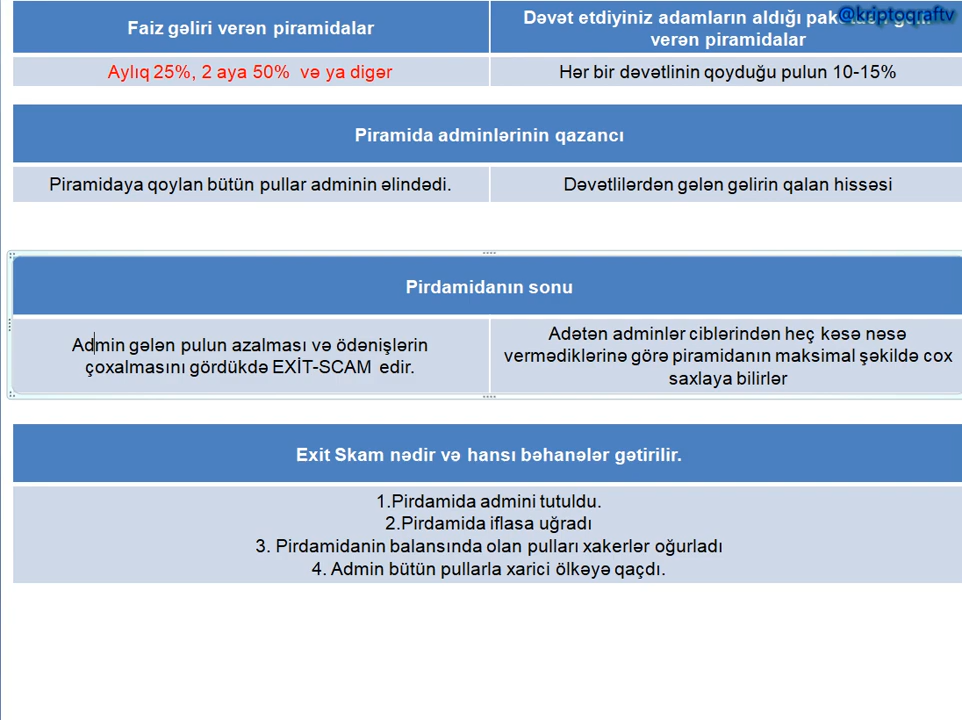 @kriptoqraftv
Faiz gəliri verən piramidalar
Dəvət etdiyiniz adamların aldığı
verən piramidalar
Aylıq 25%, 2 aya 50% və ya digər
Hər bir dəvətlinin qoyduğu pulun 10-15%
Piramida adminlərinin qazancı
Piramidaya qoylan bütün pullar adminin əlindədi.
Dəvətlilərdən gələn gəlirin qalan hissəsi
Pirdamidanın sonu
Admin gələn pulun azalması və ödənişlərin
çoxalmasını gördükdə EXİT-SCAM edir.
Adətən adminlər ciblərindən heç kəsə nəsə
vermədiklərinə görə piramidanın maksimal şəkildə cox
saxlaya bilirlər
Exit Skam nədir və hansı bəhanələr gətirilir.
1.Pirdamida admini tutuldu.
2.Pirdamida iflasa uğradı
3. Pirdamidanin balansında olan pulları xakerlər oğurladı
4. Admin bütün pullarla xarici ölkəyə qaçdı.